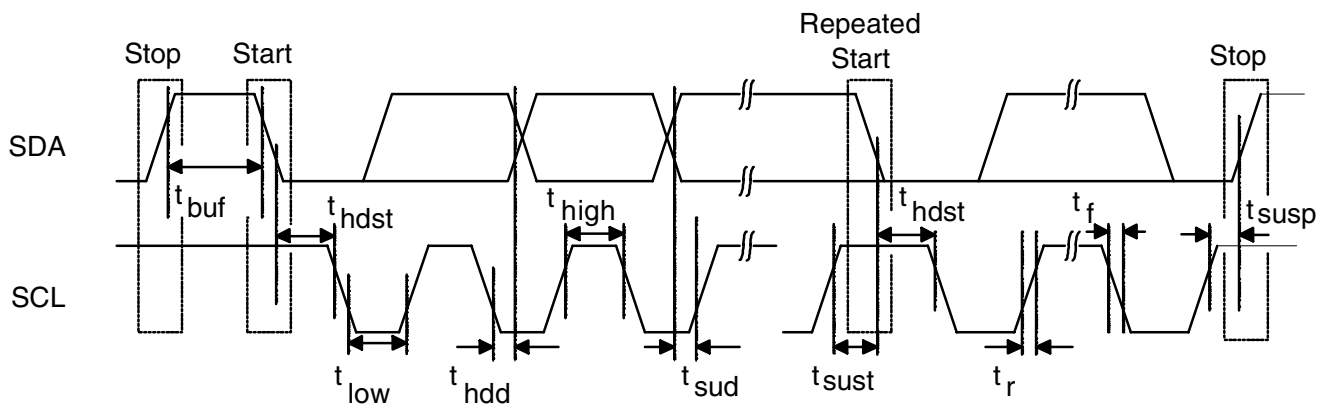 Repeated
Stop Start Start Stop
SDA
t buf t hdst t high t hdst t f t susp
SCL
t low t hdd t sud t sust t r